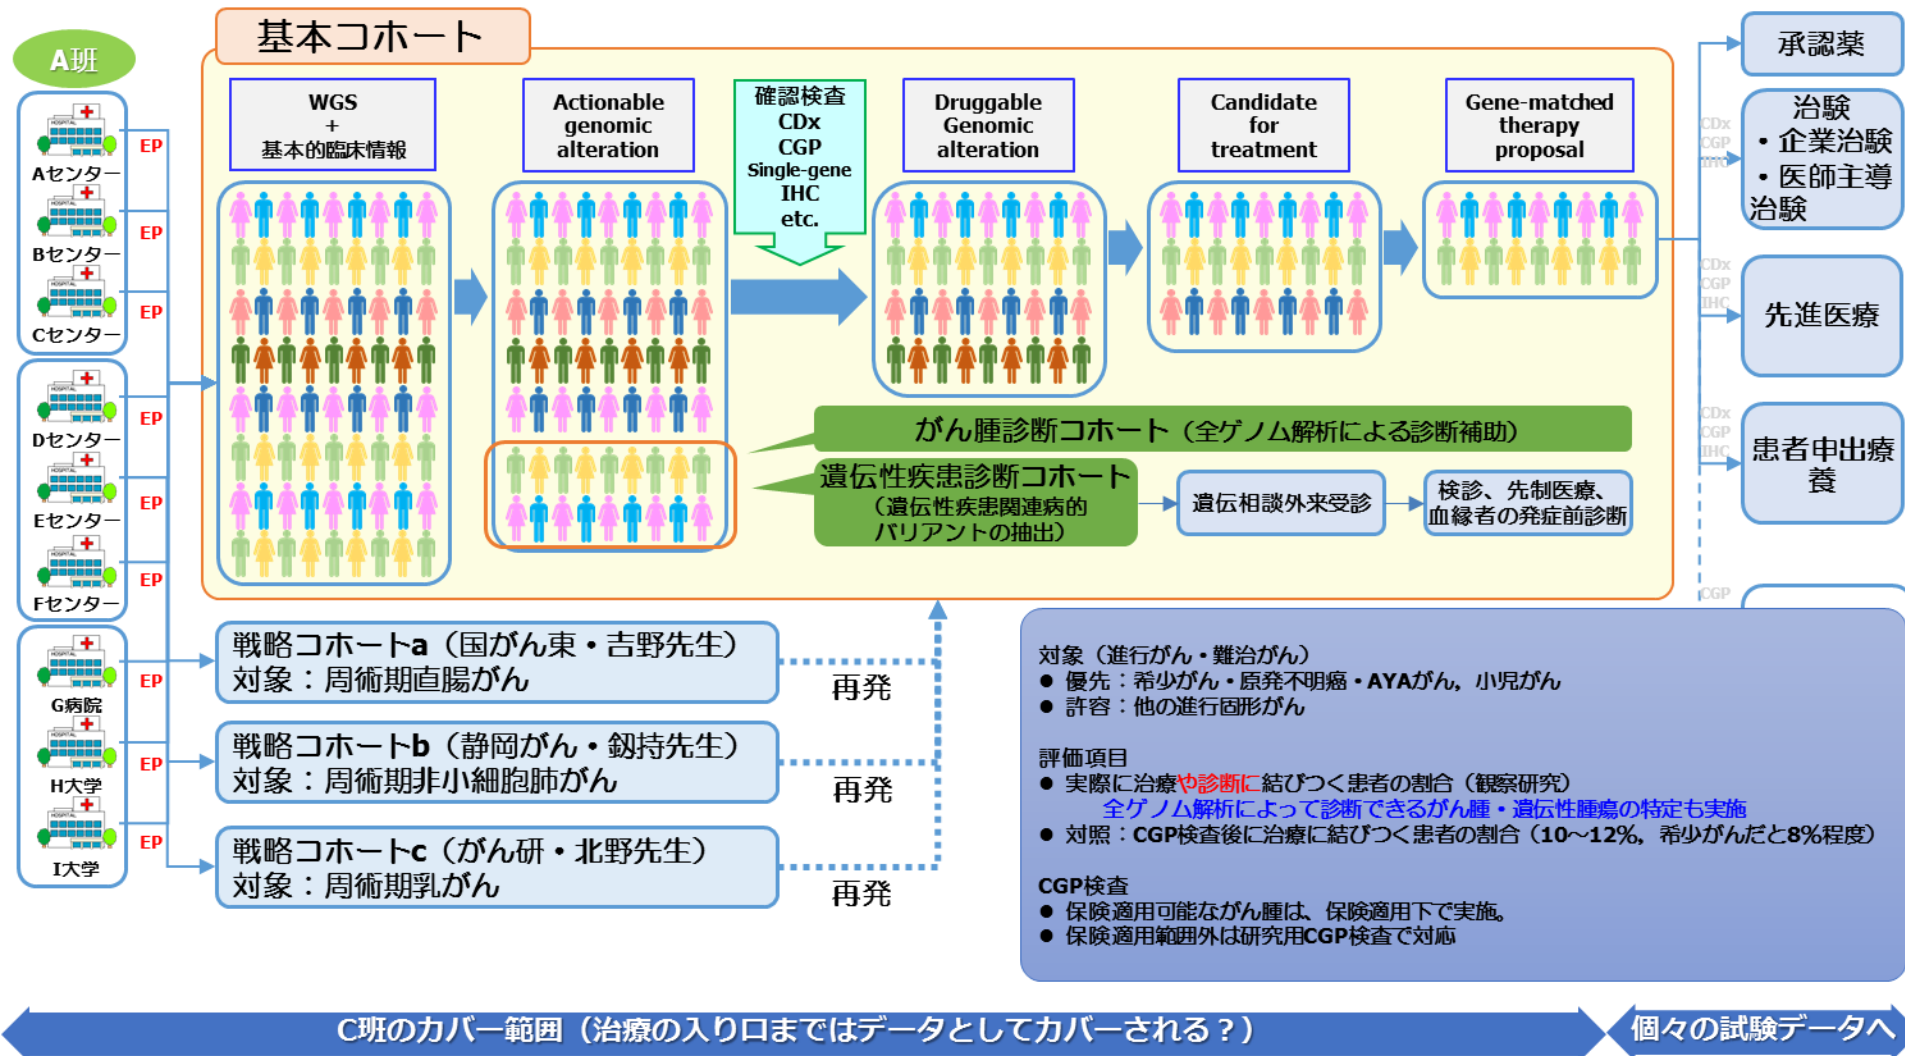 A班
Aセンター
Bセンター
Cセンター
Dセンター
Eセンター
Fセンター
G病院
H大学
I大学
EP
EP
EP
EP
EP
EP
EP
EP
EP
基本コホート
WGS
+
基本的臨床情報
Actionable
genomic
alteration
確認検査
CDx
CGP
Single-gene
IHC
etc.
Druggable
Genomic
alteration
Candidate
for
treatment
Gene-matched
therapy
proposal
がん腫診断コホート（全ゲノム解析による診断補助）
遺伝性疾患診断コホート
（遺伝性疾患関連病的
バリアントの抽出）
遺伝相談外来受診
検診、先制医療、
血縁者の発症前診断
CDx
CGP
IHC
CDx
CGP
IHC
CDx
CGP
IHC
CGP
承認薬
治験
・企業治験
・医師主導
治験
先進医療
患者申出療
養
戦略コホートa（国がん東・吉野先生）
対象：周術期直腸がん
再発
戦略コホートb（静岡がん・釼持先生）
対象：周術期非小細胞肺がん
再発
戦略コホートc（がん研・北野先生）
対象：周術期乳がん
再発
対象（進行がん・難治がん）
● 優先：希少がん・原発不明癌・AYAがん，小児がん
● 許容：他の進行固形がん
評価項目
● 実際に治療や診断に結びつく患者の割合（観察研究）
全ゲノム解析によって診断できるがん腫・遺伝性腫瘍の特定も実施
● 対照：CGP検査後に治療に結びつく患者の割合（10～12%，希少がんだと8%程度）
CGP検査
● 保険適用可能ながん腫は、保険適用下で実施。
● 保険適用範囲外は研究用CGP検査で対応
C班のカバー範囲（治療の入り口まではデータとしてカバーされる？）
個々の試験データへ